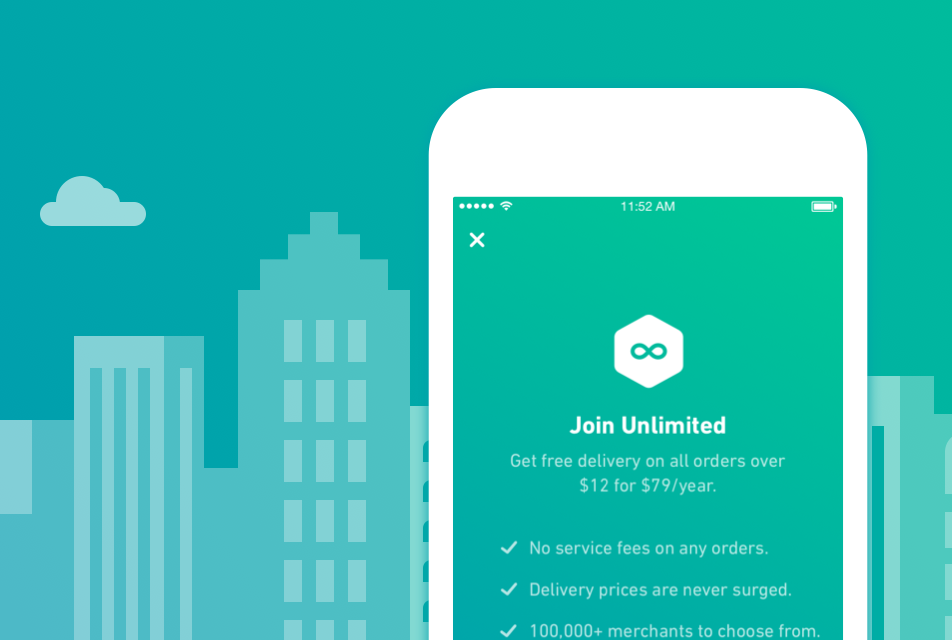 11:52 AM
Join Unlimited
Get free delivery on all orders over
$12 for $79/year.
No service fees on any orders.
Delivery prices are never surged.
100,000+ merchants to choose from.